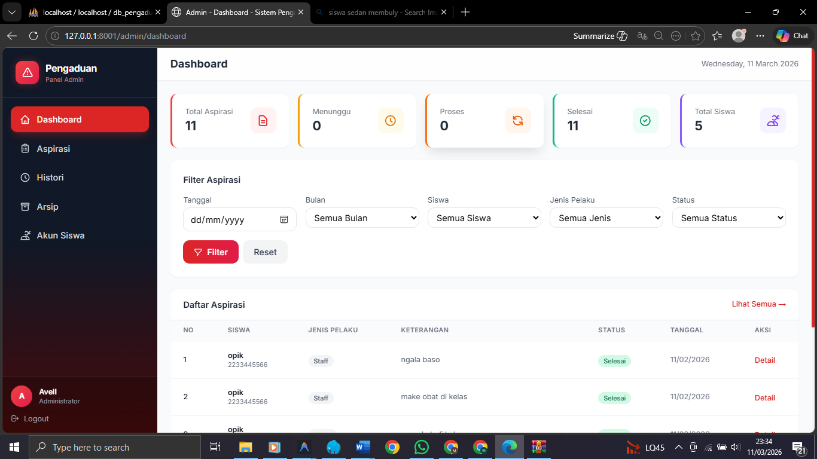 localhost / localhost / db_pengadu
Admin - Dashboard - Sistem Peng
siswa sedan membuly - Search Im
127.0.0.1:8001/admin/dashboard
Summarize
Chat
Pengaduan
Panel Admin
Dashboard
Aspirasi
Histori
Arsip
Akun Siswa
A
Avell
Administrator
Logout
Dashboard
Wednesday, 11 March 2026
Total Aspirasi
11
Menunggu
0
Proses
0
Selesai
11
Total Siswa
5
Filter Aspirasi
Tanggal
Bulan
Siswa
Jenis Pelaku
Status
dd/mm/yyyy
Semua Bulan
Semua Siswa
Semua Jenis
Semua Status
Filter
Reset
Daftar Aspirasi
Lihat Semua →
NO SISWA JENIS PELAKU KETERANGAN STATUS TANGGAL AKSI
1 opik Staff ngala baso Selesai 11/02/2026 Detail
2233445566
2 opik Staff make obat di kelas Selesai 11/02/2026 Detail
2233445566
opik
Type here to search
LQ45
23:34
11/03/2026
21